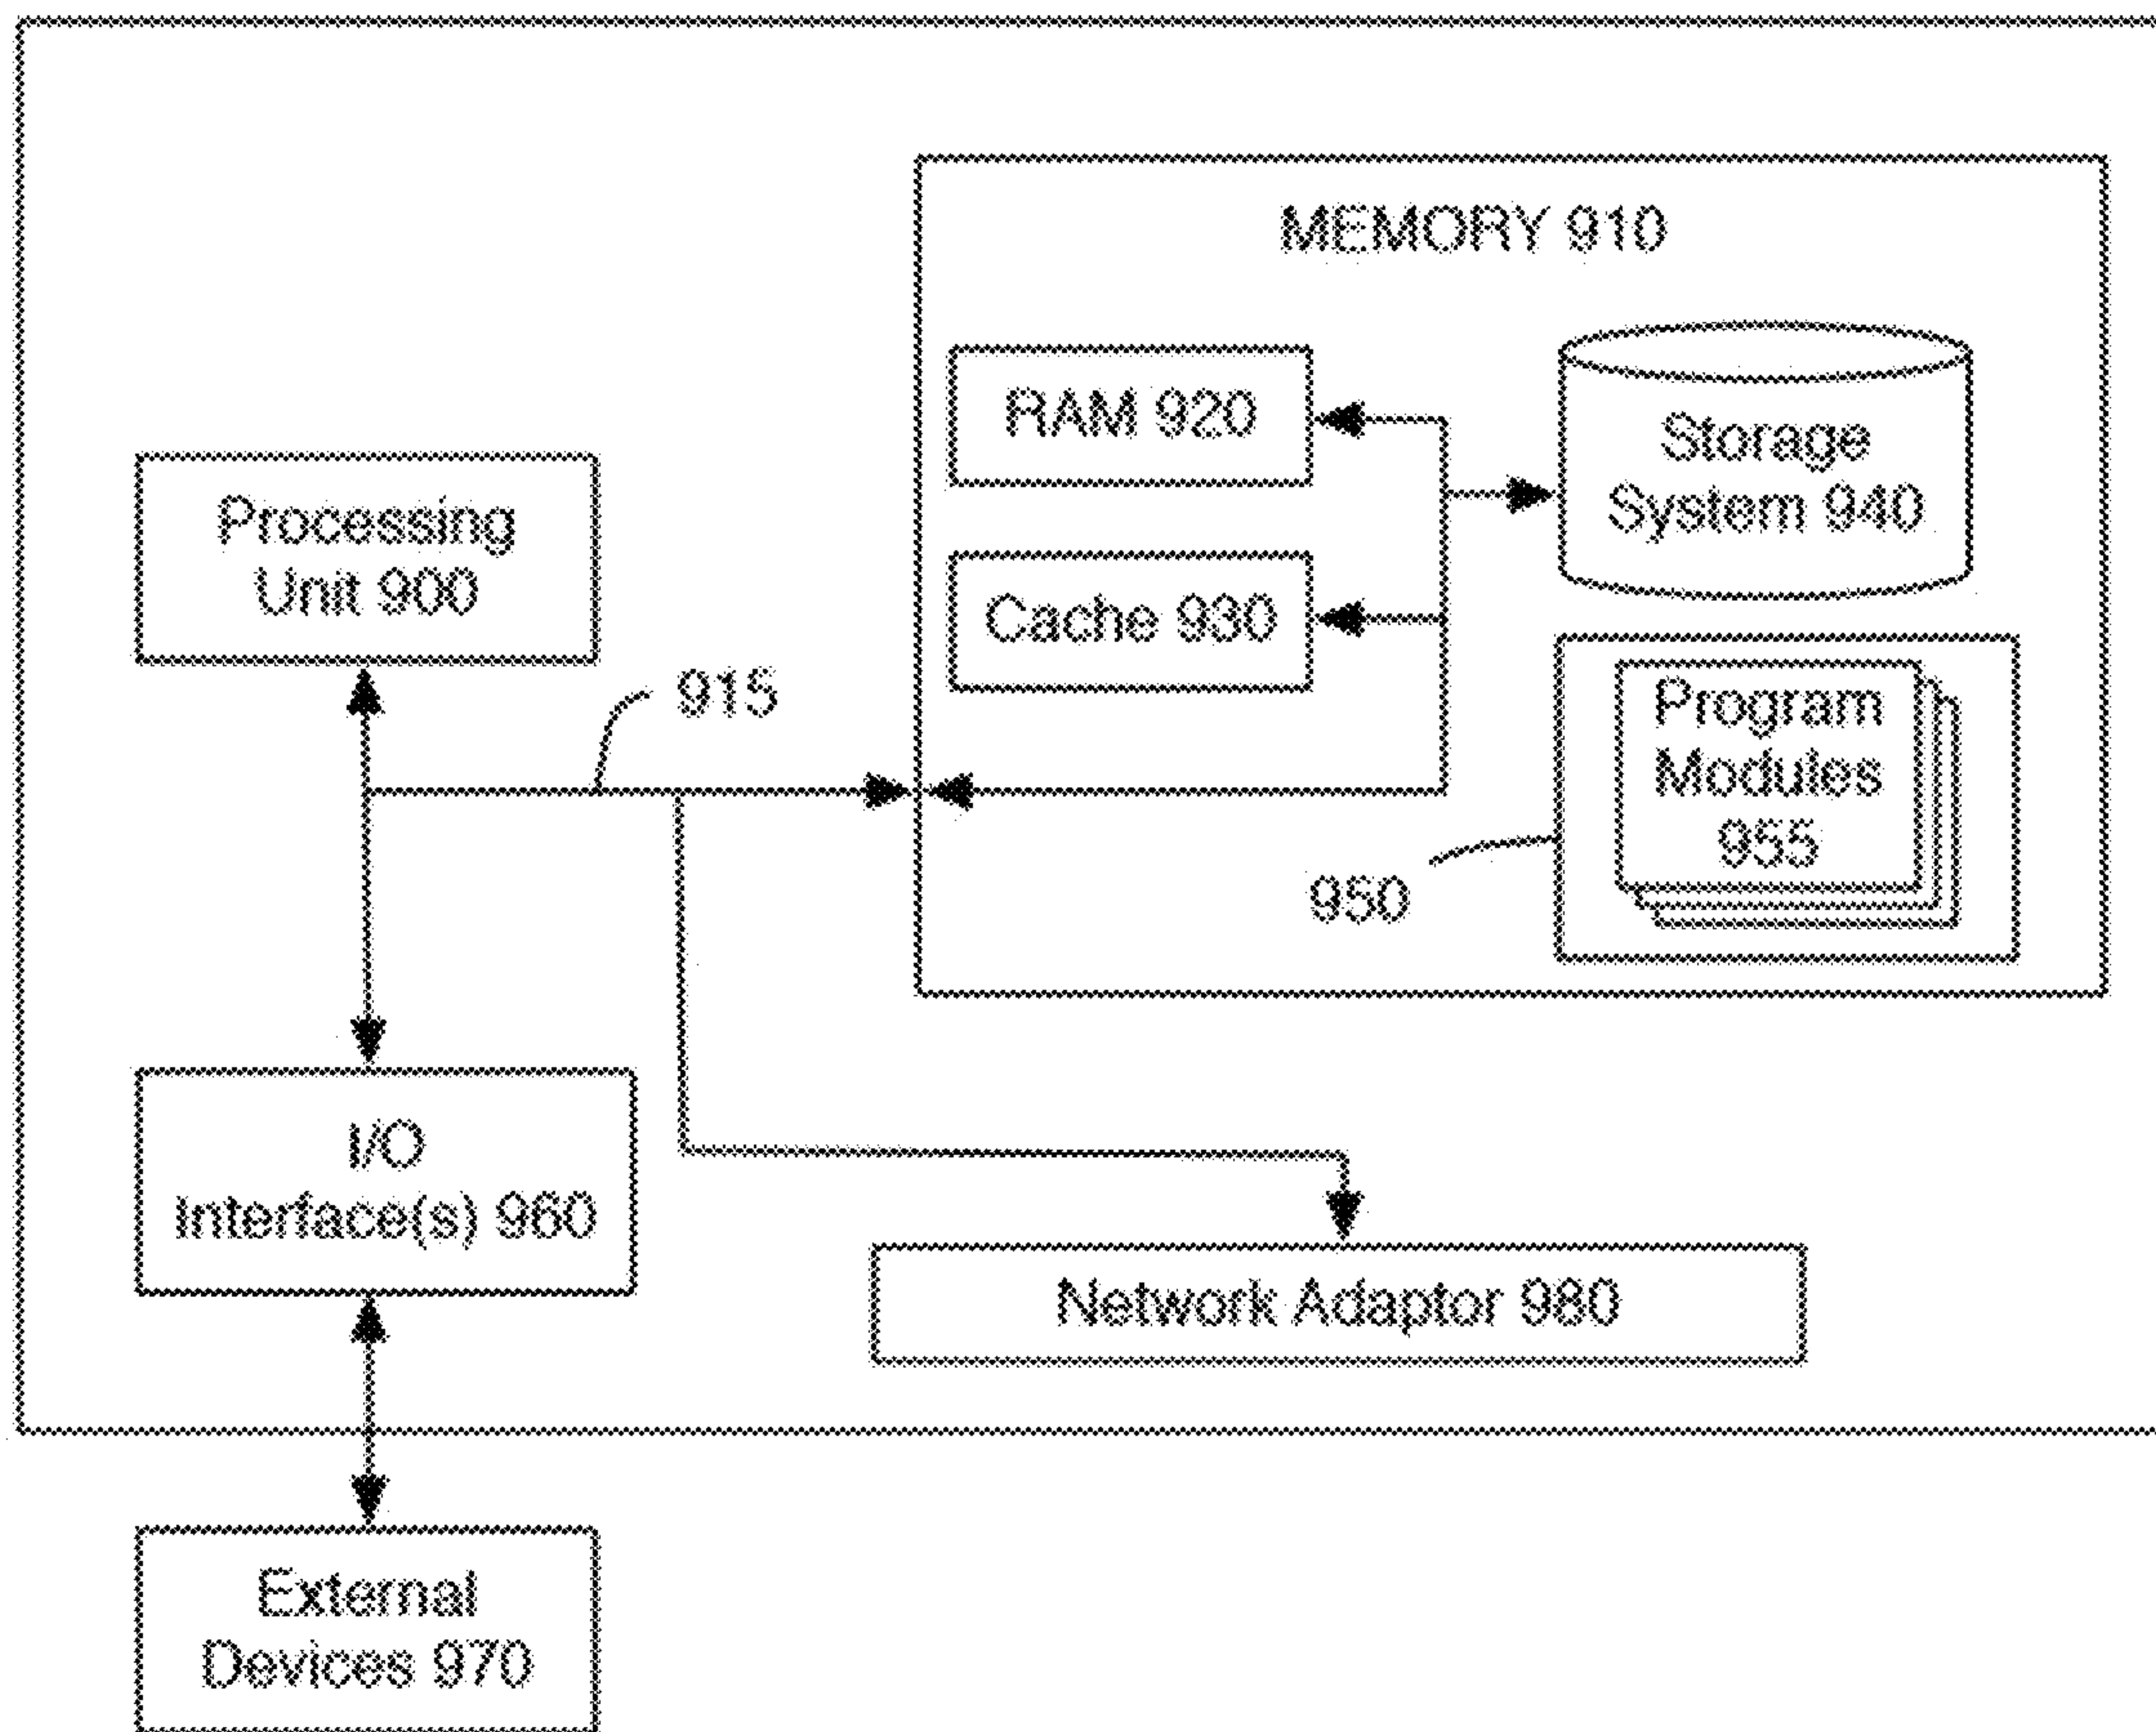 MEMORY 910
RAM 920
Storage
System 940
Processing
Unit 900
Cache 930
915
Program
Modules
955
950
I/O
Interface(s) 960
Network Adaptor 980
External
Devices 970